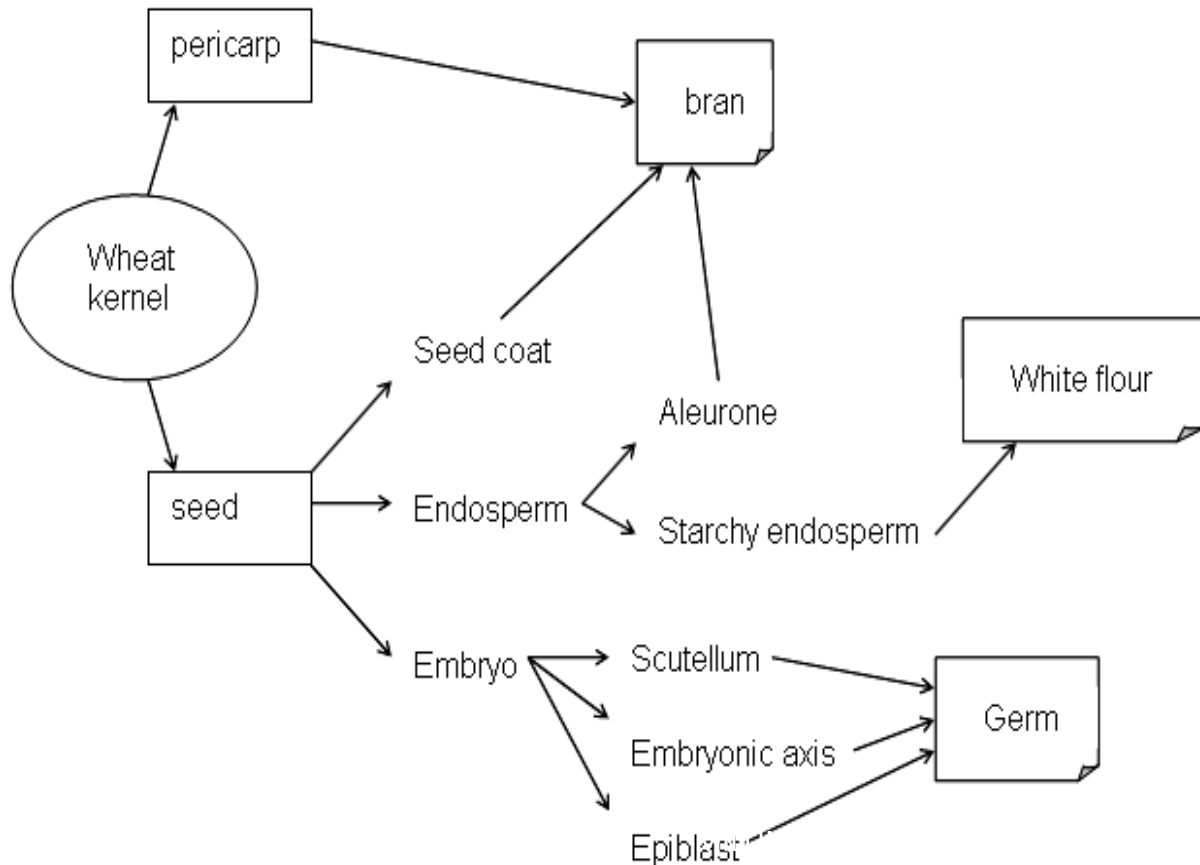 pericarp
bran
Wheat
kernel
Seed coat
White flour
Aleurone
seed
Endosperm
Starchy endosperm
Embryo
Scutellum
Germ
Embryonic axis
Epiblast